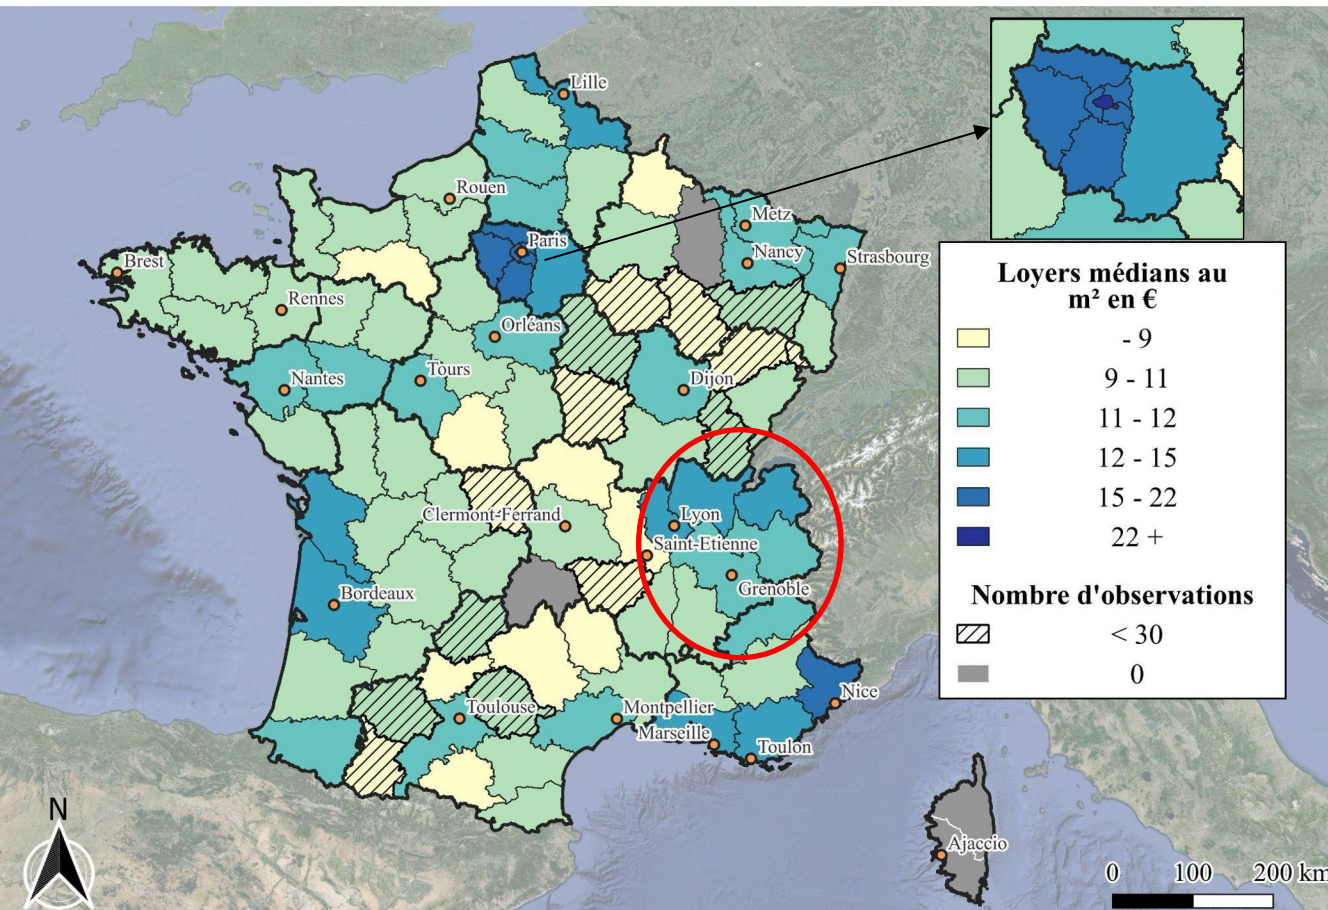 Lille
Rouen
Metz
Paris
Nancy
Strasbourg
Brest
Rennes
Orléans
Tours
Nantes
Dijon
Clermont-Ferrand
Lyon
Saint-Etienne
Grenoble
Bordeaux
Nice
Toulouse
Montpellier
Marseille
Toulon
Ajaccio
Loyers médians au
m² en €
- 9
9 - 11
11 - 12
12 - 15
15 - 22
22 +
Nombre d'observations
< 30
0
N
0 100 200 km